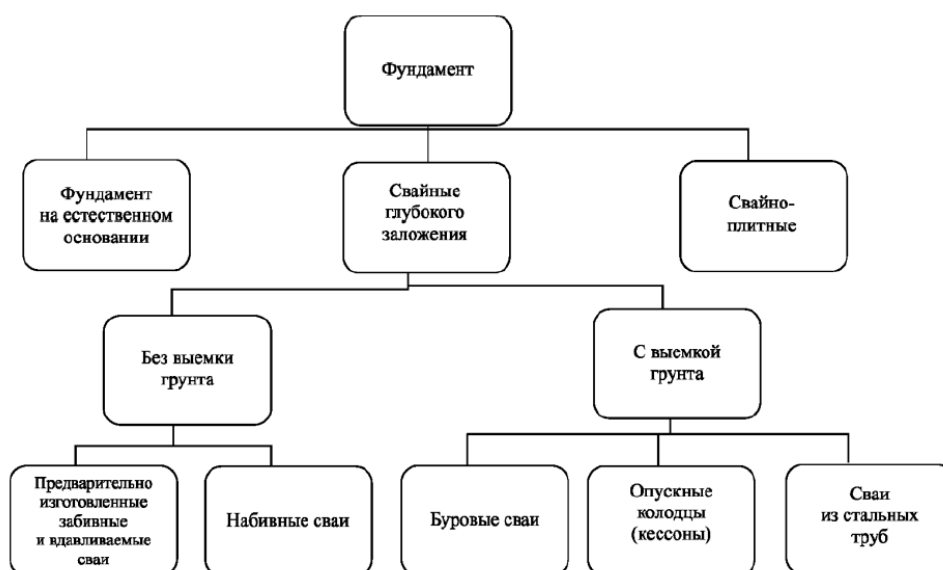 Фундамент
Фундамент
на естественном
основании
Свайные
глубокого
заложения
Свайно-
плитные
Без выемки
грунта
С выемкой
грунта
Предварительно
изготовленные
забивные
и вдавливаемые
сваи
Набивные сваи
Буровые сваи
Опускные
колодцы
(кессоны)
Сваи
из стальных
труб